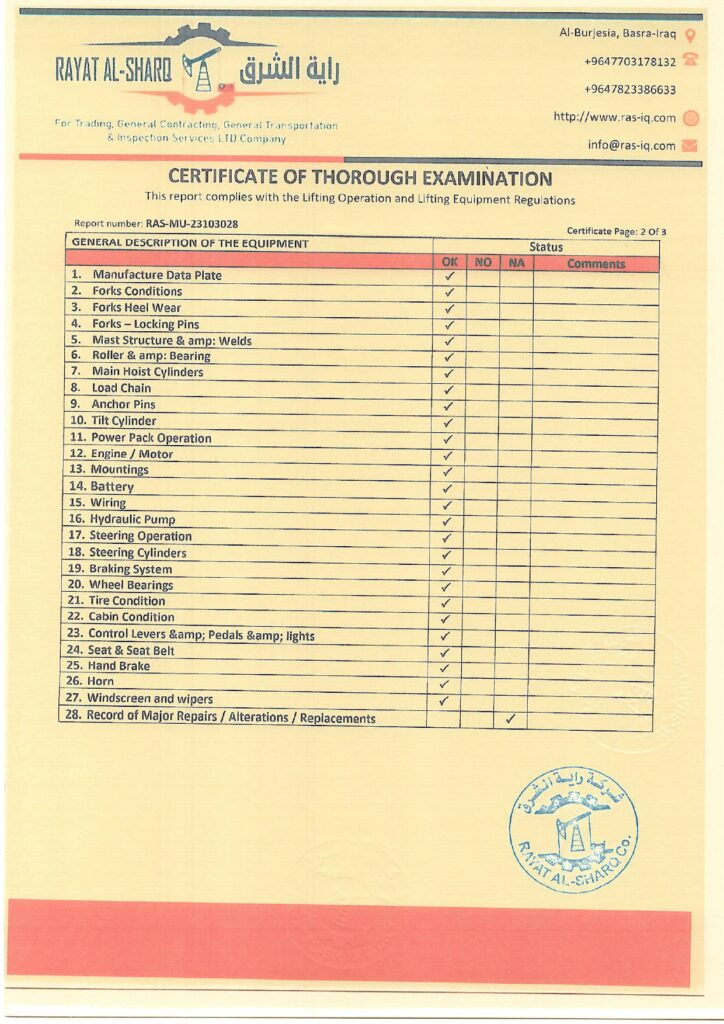 RAYAT AL-SHARQ
راية الشرق
For Trading, General Contracting, General Transportation
& Inspection Services LTD Company
Al-Burjesia, Basra-Iraq
+9647703178132
+9647823386633
http://www.ras-iq.com
info@ras-iq.com
CERTIFICATE OF THOROUGH EXAMINATION
This report complies with the Lifting Operation and Lifting Equipment Regulations
Report number: RAS-MU-23103028
Certificate Page: 2 Of 3
GENERAL DESCRIPTION OF THE EQUIPMENT Status
OK NO NA Comments
1. Manufacture Data Plate ✓
2. Forks Conditions ✓
3. Forks Heel Wear ✓
4. Forks – Locking Pins ✓
5. Mast Structure & amp: Welds ✓
6. Roller & amp: Bearing ✓
7. Main Hoist Cylinders ✓
8. Load Chain ✓
9. Anchor Pins ✓
10. Tilt Cylinder ✓
11. Power Pack Operation ✓
12. Engine / Motor ✓
13. Mountings ✓
14. Battery ✓
15. Wiring ✓
16. Hydraulic Pump ✓
17. Steering Operation ✓
18. Steering Cylinders ✓
19. Braking System ✓
20. Wheel Bearings ✓
21. Tire Condition ✓
22. Cabin Condition ✓
23. Control Levers &amp; Pedals &amp; lights ✓
24. Seat & Seat Belt ✓
25. Hand Brake ✓
26. Horn ✓
27. Windscreen and wipers ✓
28. Record of Major Repairs / Alterations / Replacements ✓
شركة راية الشرق
RAYAT AL-SHARQ Co.